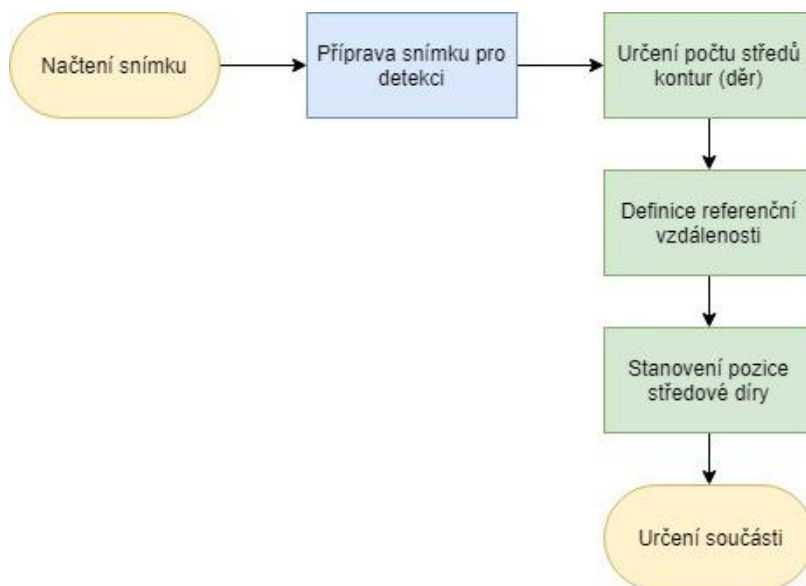 Načtení snímku
Příprava snímku pro
detekci
Určení počtu středů
kontur (děr)
Definice referenční
vzdálenosti
Stanovení pozice
středové díry
Určení součásti